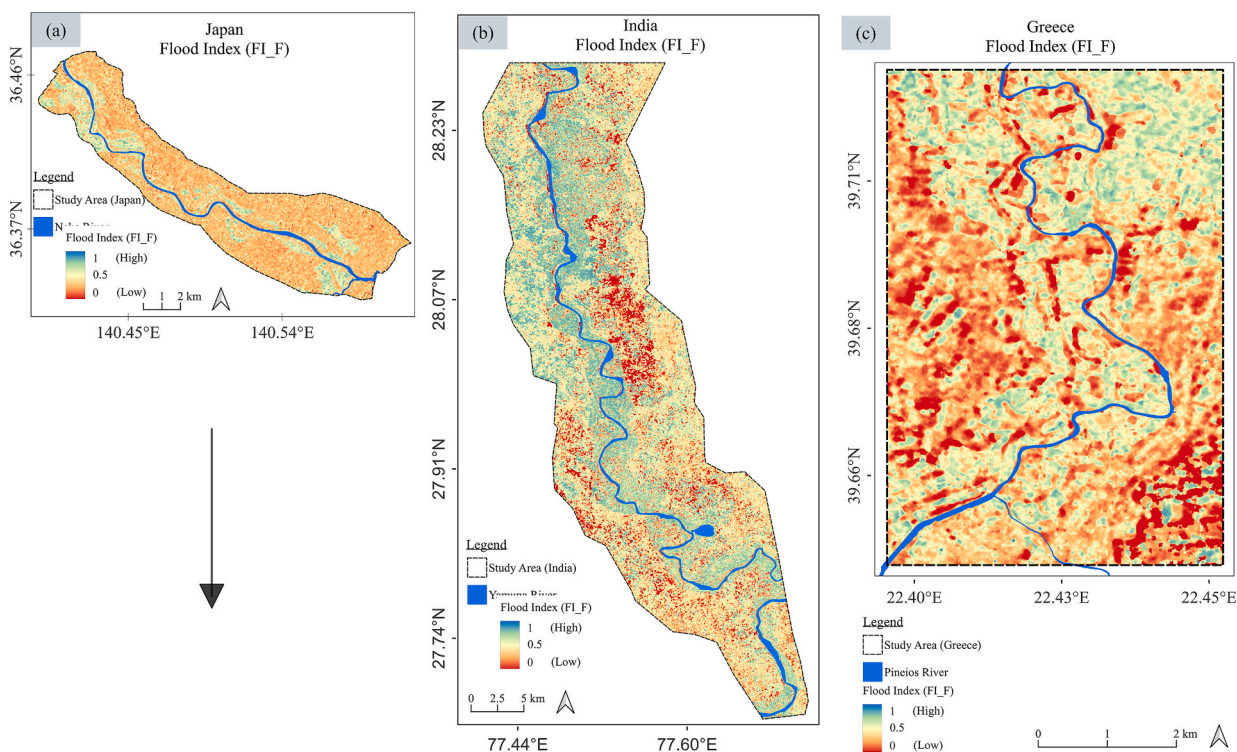 (a)
Japan
Flood Index (FI_F)
36.46°N
36.37°N
Legend
Study Area (Japan)
Flood Index (FI_F)
1 (High)
0.5
0 (Low)
0 1 2 km
140.45°E
140.54°E
(b)
India
Flood Index (FI_F)
28.23°N
28.07°N
27.91°N
27.74°N
Legend
Study Area (India)
Flood Index (FI_F)
1 (High)
0.5
0 (Low)
0 2.5 5 km
77.44°E
77.60°E
(c)
Greece
Flood Index (FI_F)
39.71°N
39.68°N
39.66°N
22.40°E
22.43°E
22.45°E
Legend
Study Area (Greece)
Pineios River
Flood Index (FI_F)
1 (High)
0.5
0 (Low)
0 1 2 km